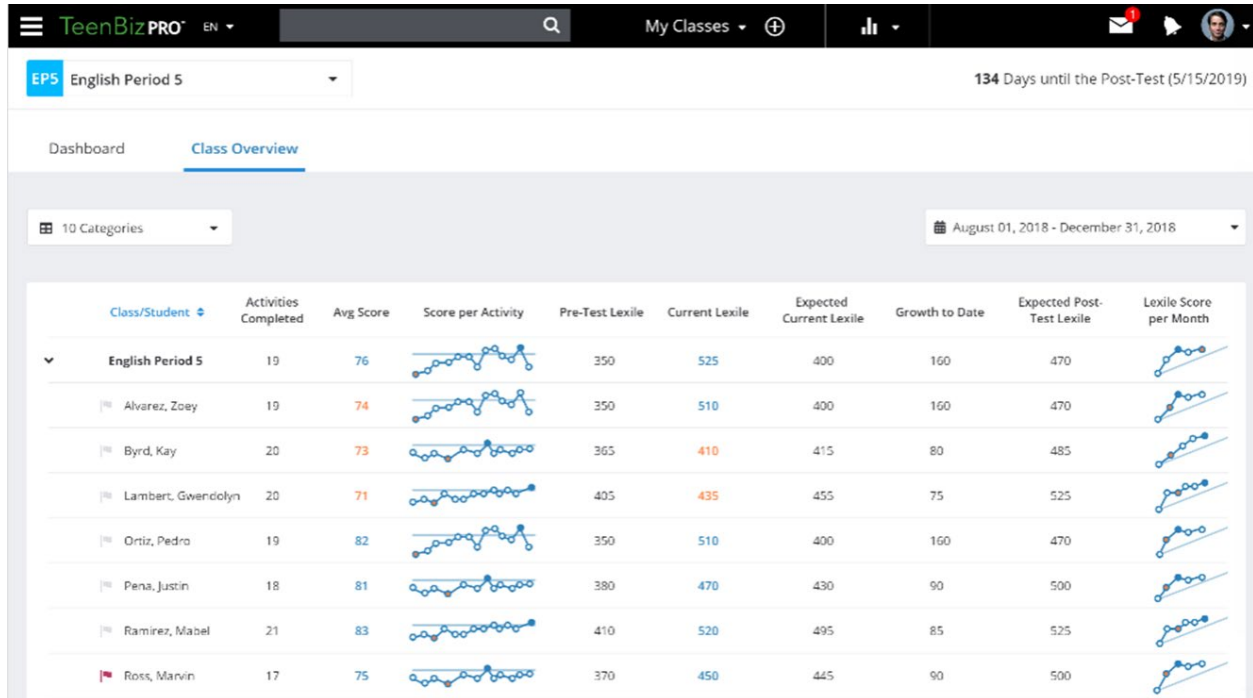 TeenBizPRO™ EN My Classes 1
EP5 English Period 5 134 Days until the Post-Test (5/15/2019)
Dashboard Class Overview
10 Categories August 01, 2018 - December 31, 2018
Class/Student Activities Completed Avg Score Score per Activity Pre-Test Lexile Current Lexile Expected Current Lexile Growth to Date Expected Post-Test Lexile Lexile Score per Month
English Period 5 19 76 350 525 400 160 470
Alvarez, Zoey 19 74 350 510 400 160 470
Byrd, Kay 20 73 365 410 415 80 485
Lambert, Gwendolyn 20 71 405 435 455 75 525
Ortiz, Pedro 19 82 350 510 400 160 470
Pena, Justin 18 81 380 470 430 90 500
Ramirez, Mabel 21 83 410 520 495 85 525
Ross, Marvin 17 75 370 450 445 90 500